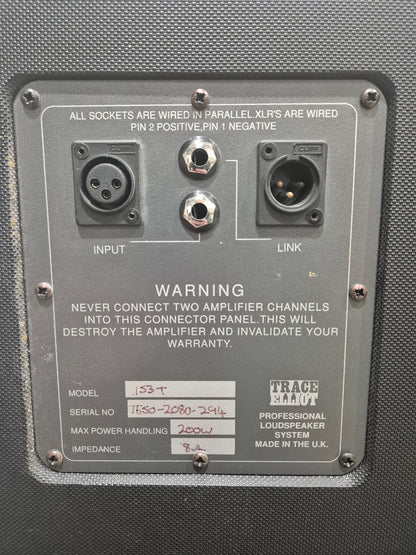 ALL SOCKETS ARE WIRED IN PARALLEL.XLR'S ARE WIRED
PIN 2 POSITIVE,PIN 1 NEGATIVE
INPUT
LINK
WARNING
NEVER CONNECT TWO AMPLIFIER CHANNELS
INTO THIS CONNECTOR PANEL.THIS WILL
DESTROY THE AMPLIFIER AND INVALIDATE YOUR
WARRANTY.
MODEL 153T
SERIAL NO 1ES0-2080-294
MAX POWER HANDLING 200W
IMPEDANCE 8Ω
TRACE
ELLIOT
PROFESSIONAL
LOUDSPEAKER
SYSTEM
MADE IN THE U.K.